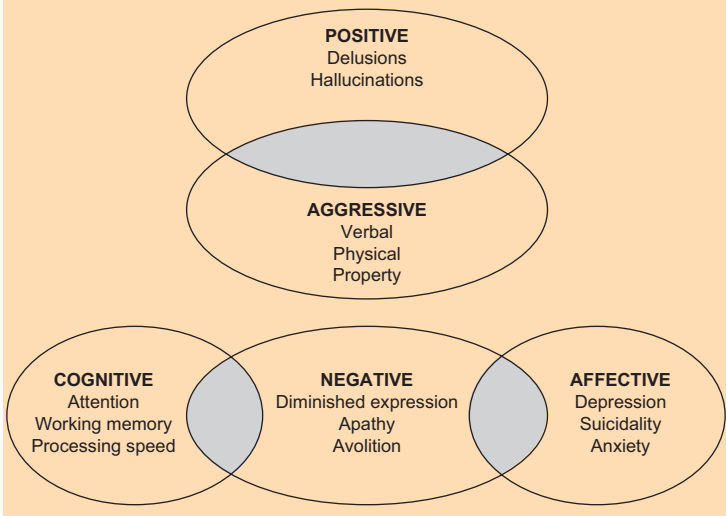 POSITIVE
Delusions
Hallucinations
AGGRESSIVE
Verbal
Physical
Property
COGNITIVE
Attention
Working memory
Processing speed
NEGATIVE
Diminished expression
Apathy
Avolition
AFFECTIVE
Depression
Suicidality
Anxiety